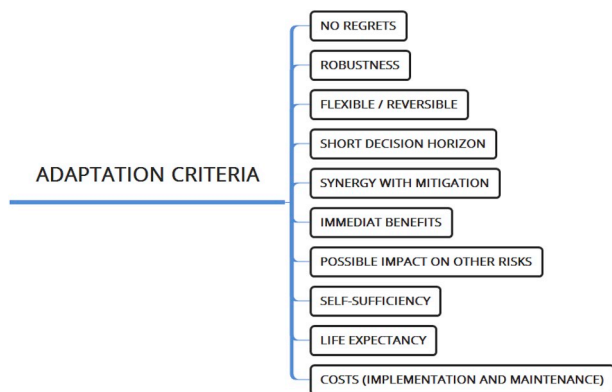 ADAPTATION CRITERIA
NO REGRETS
ROBUSTNESS
FLEXIBLE / REVERSIBLE
SHORT DECISION HORIZON
SYNERGY WITH MITIGATION
IMMEDIAT BENEFITS
POSSIBLE IMPACT ON OTHER RISKS
SELF-SUFFICIENCY
LIFE EXPECTANCY
COSTS (IMPLEMENTATION AND MAINTENANCE)